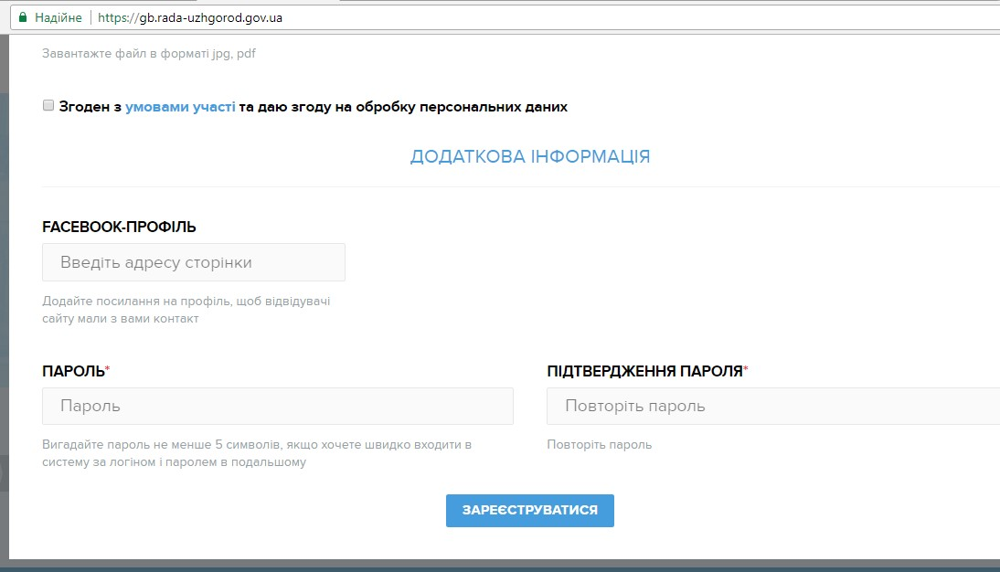 Надійне https://gb.rada-uzhgorod.gov.ua
Завантажте файл в форматі jpg, pdf
Згоден з умовами участі та даю згоду на обробку персональних даних
ДОДАТКОВА ІНФОРМАЦІЯ
FACEBOOK-ПРОФІЛЬ
Введіть адресу сторінки
Додайте посилання на профіль, щоб відвідувачі
сайту мали з вами контакт
ПАРОЛЬ*
ПІДТВЕРДЖЕННЯ ПАРОЛЯ*
Пароль
Повторіть пароль
Вигадайте пароль не менше 5 символів, якщо хочете швидко входити в
систему за логіном і паролем в подальшому
Повторіть пароль
ЗАРЕЄСТРУВАТИСЯ